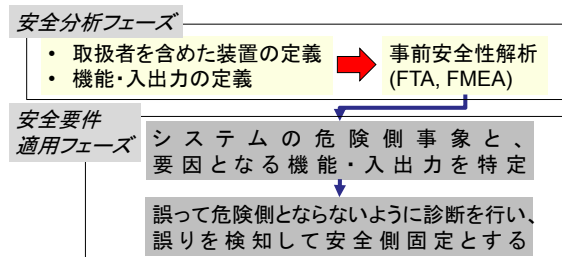 安全分析フェーズ
・ 取扱者を含めた装置の定義
・ 機能・入出力の定義
事前安全性解析
(FTA, FMEA)
安全要件
適用フェーズ
システムの危険側事象と、
要因となる機能・入出力を特定
誤って危険側とならないように診断を行い、
誤りを検知して安全側固定とする